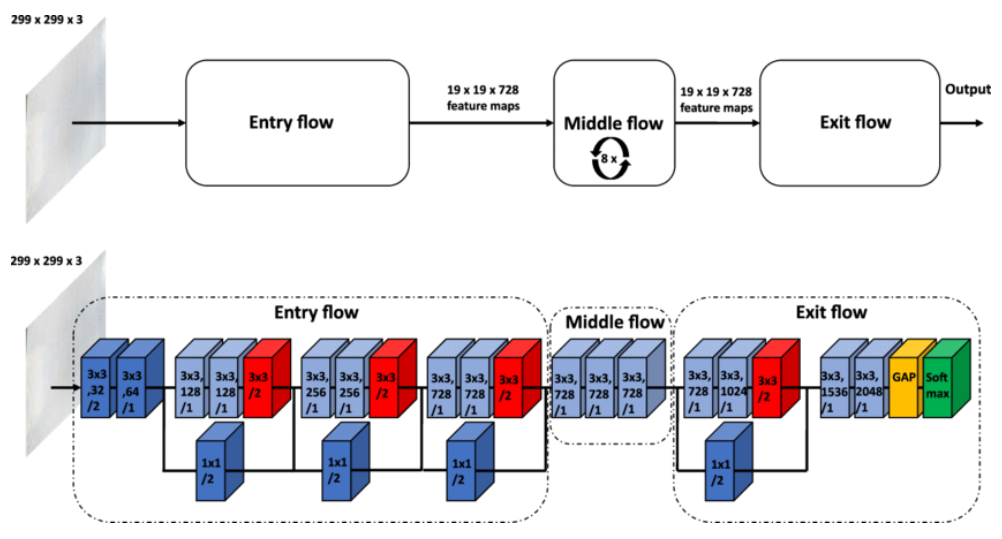 299 x 299 x 3
Entry flow
19 x 19 x 728
feature maps
Middle flow
8 x
19 x 19 x 728
feature maps
Exit flow
Output
299 x 299 x 3
Entry flow
Middle flow
Exit flow
3x3
,32
/2
3x3
,64
/1
3x3,
128
/1
3x3,
128
/1
3x3
/2
3x3,
256
/1
3x3,
256
/1
3x3
/2
3x3,
728
/1
3x3,
728
/1
3x3
/2
3x3,
728
/1
3x3,
728
/1
3x3,
728
/1
3x3,
728
/1
3x3,
1024
/1
3x3
/2
3x3,
1536
/1
3x3,
2048
/1
GAP
Soft
max
1x1
/2
1x1
/2
1x1
/2
1x1
/2